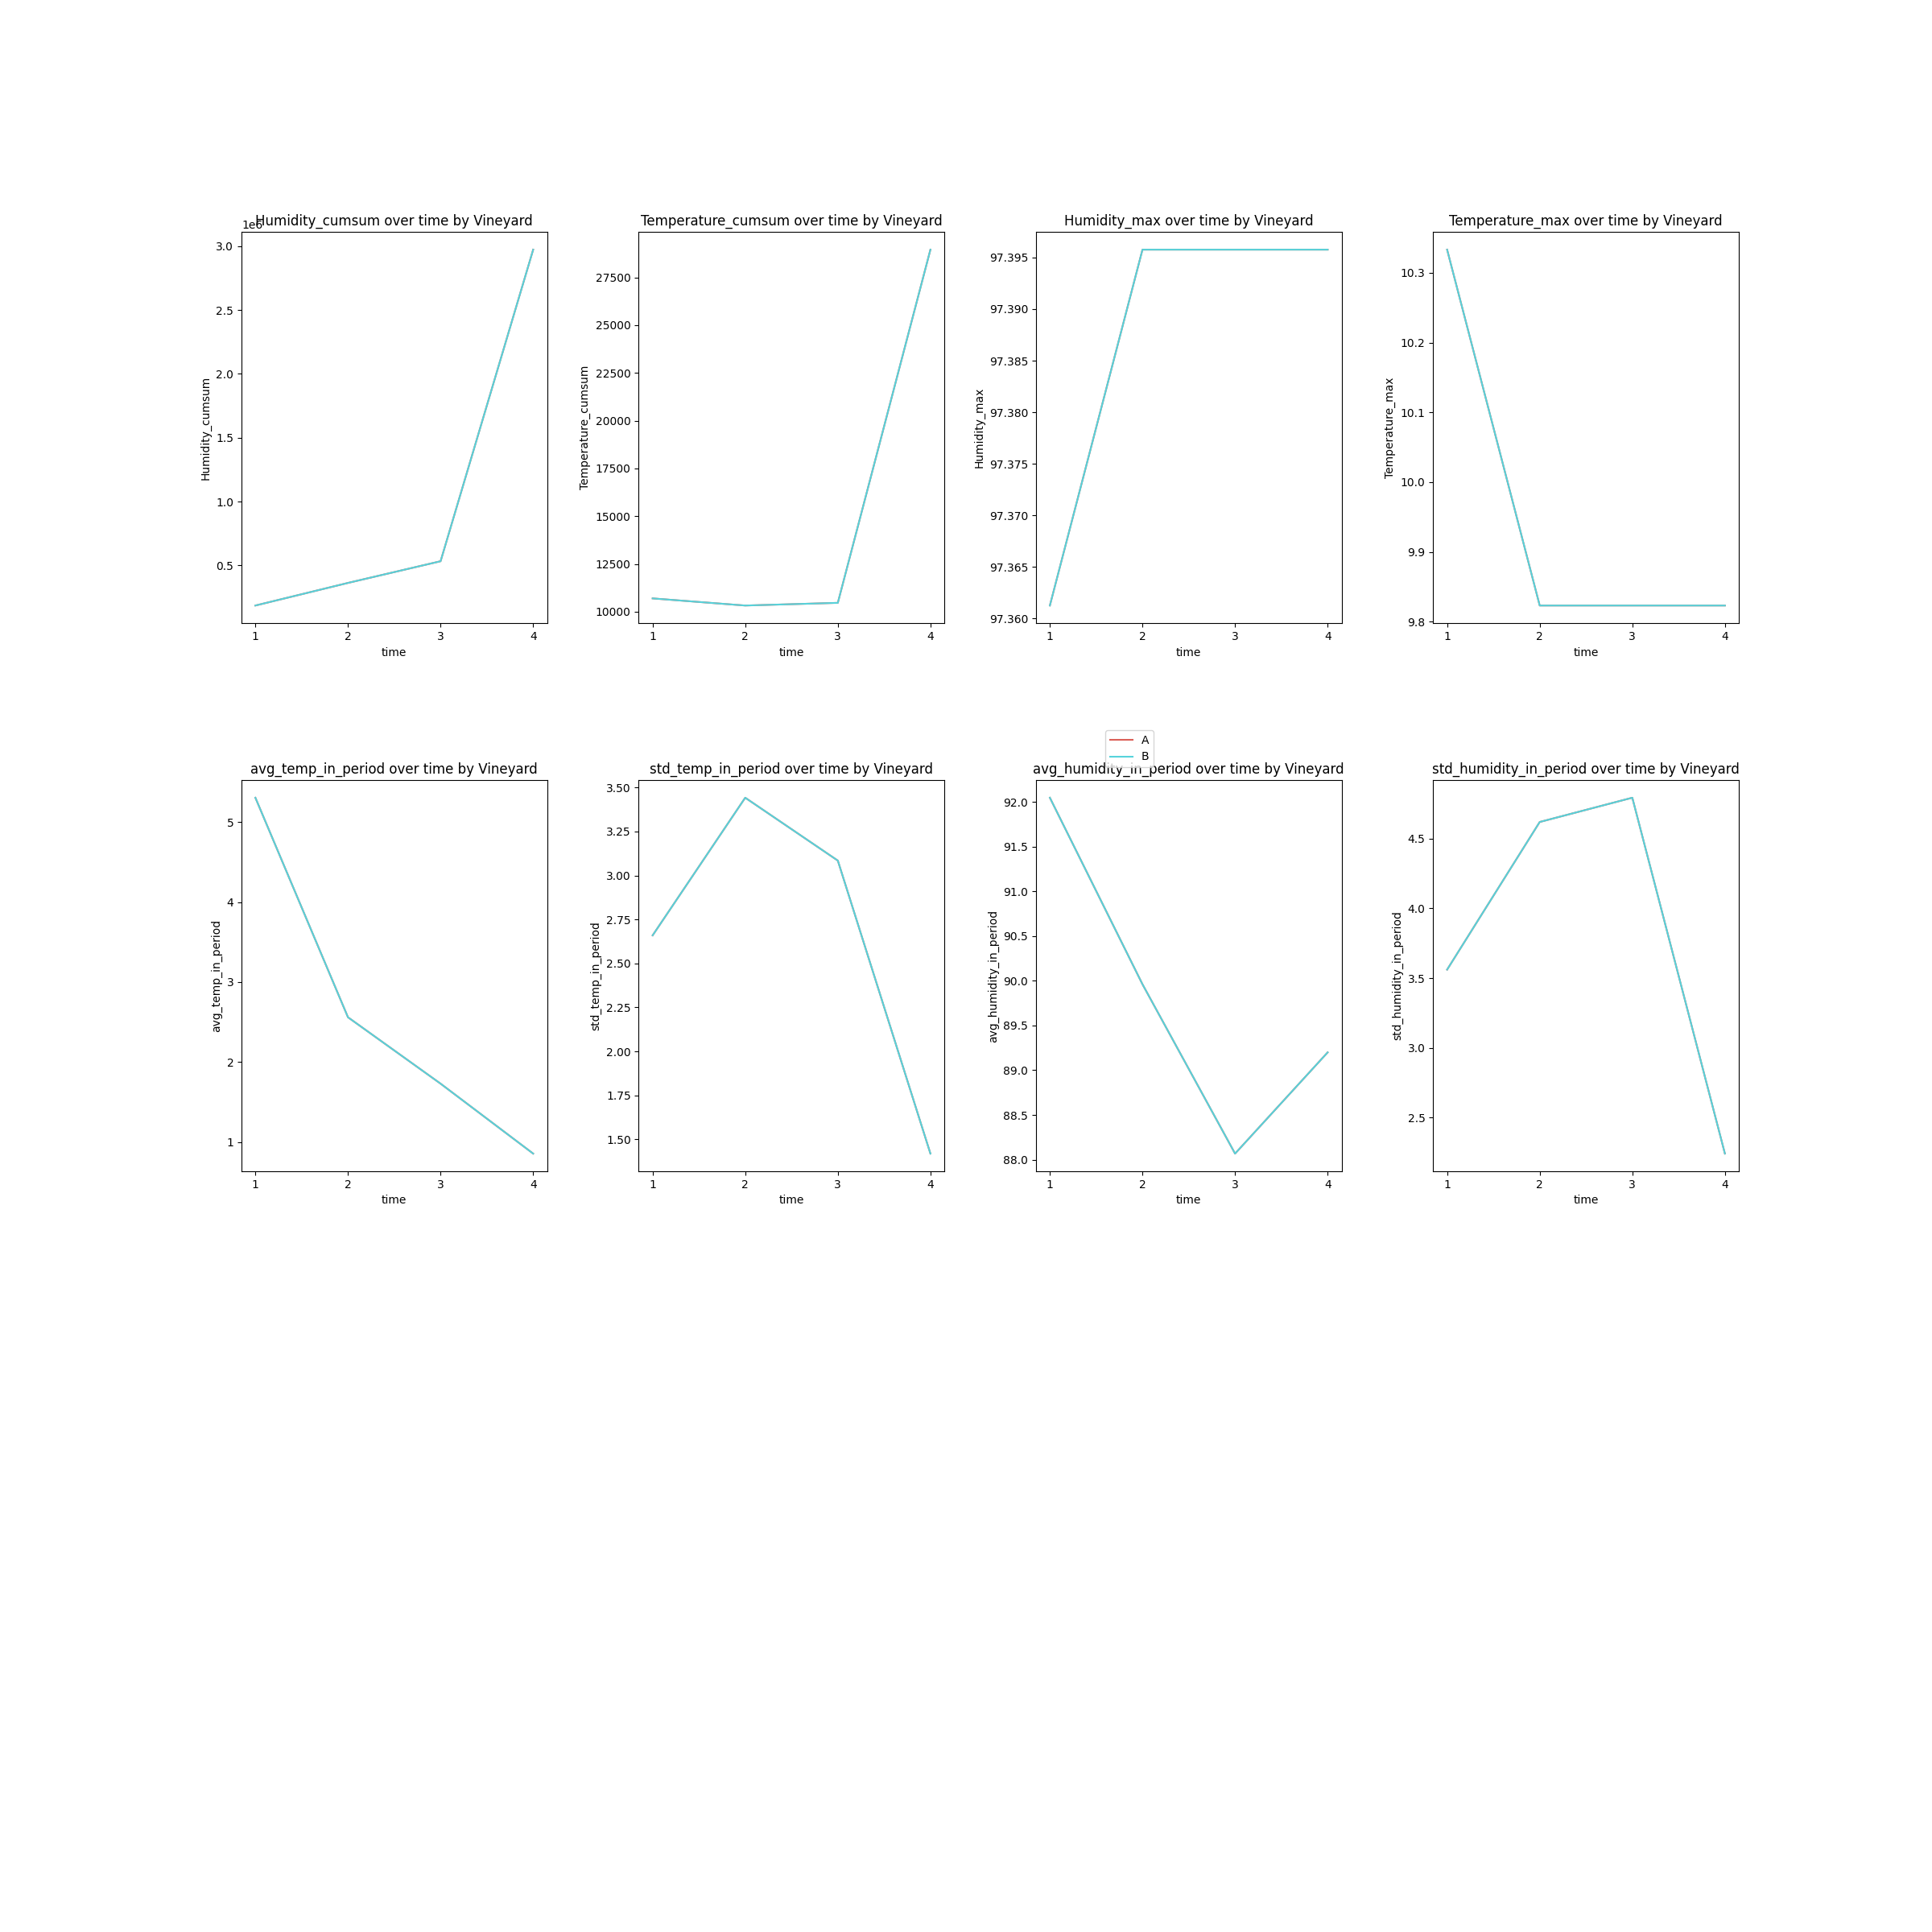 Humidity_cumsum over time by Vineyard
1e6
3.0
2.5
2.0
1.5
1.0
0.5
Humidity_cumsum
1 2 3 4
time
Temperature_cumsum over time by Vineyard
27500
25000
22500
20000
17500
15000
12500
10000
Temperature_cumsum
1 2 3 4
time
Humidity_max over time by Vineyard
97.395
97.390
97.385
97.380
97.375
97.370
97.365
97.360
Humidity_max
1 2 3 4
time
Temperature_max over time by Vineyard
10.3
10.2
10.1
10.0
9.9
9.8
Temperature_max
1 2 3 4
time
A
B
avg_temp_in_period over time by Vineyard
5
4
3
2
1
avg_temp_in_period
1 2 3 4
time
std_temp_in_period over time by Vineyard
3.50
3.25
3.00
2.75
2.50
2.25
2.00
1.75
1.50
std_temp_in_period
1 2 3 4
time
avg_humidity_in_period over time by Vineyard
92.0
91.5
91.0
90.5
90.0
89.5
89.0
88.5
88.0
avg_humidity_in_period
1 2 3 4
time
std_humidity_in_period over time by Vineyard
4.5
4.0
3.5
3.0
2.5
std_humidity_in_period
1 2 3 4
time